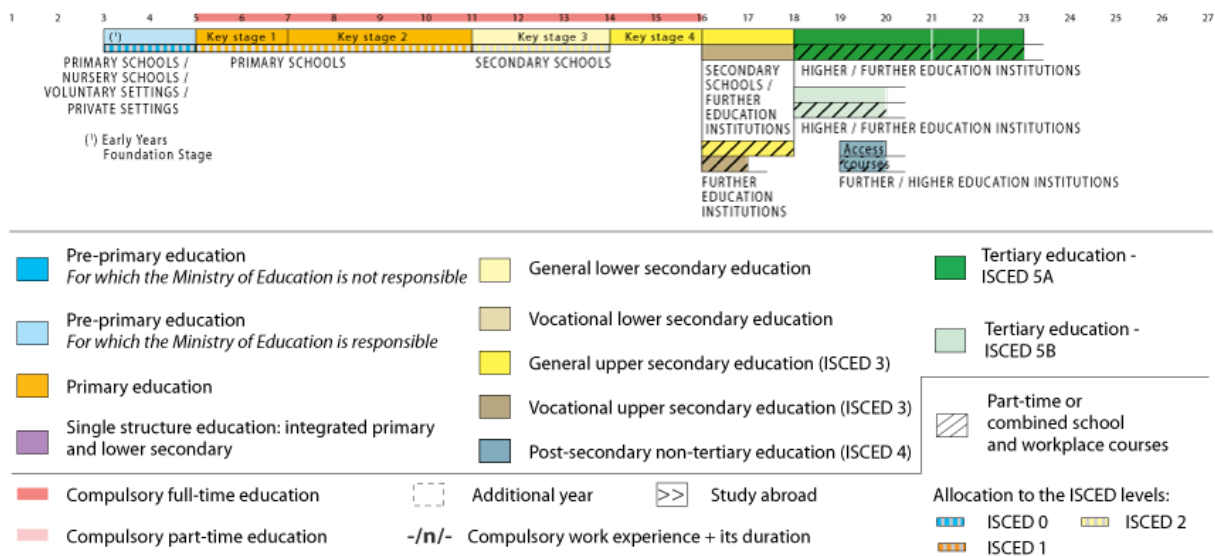 1 2 3 4 5 6 7 8 9 10 11 12 13 14 15 16 17 18 19 20 21 22 23 24 25 26 27
(¹) Key stage 1 Key stage 2 Key stage 3 Key stage 4
PRIMARY SCHOOLS /
NURSERY SCHOOLS /
VOLUNTARY SETTINGS /
PRIVATE SETTINGS
PRIMARY SCHOOLS
SECONDARY SCHOOLS
SECONDARY
SCHOOLS /
FURTHER
EDUCATION
INSTITUTIONS
HIGHER / FURTHER EDUCATION INSTITUTIONS
HIGHER / FURTHER EDUCATION INSTITUTIONS
(¹) Early Years
Foundation Stage
Access
courses
FURTHER
EDUCATION
INSTITUTIONS
FURTHER / HIGHER EDUCATION INSTITUTIONS
Pre-primary education
For which the Ministry of Education is not responsible
Pre-primary education
For which the Ministry of Education is responsible
Primary education
Single structure education: integrated primary
and lower secondary
General lower secondary education
Vocational lower secondary education
General upper secondary education (ISCED 3)
Vocational upper secondary education (ISCED 3)
Post-secondary non-tertiary education (ISCED 4)
Tertiary education -
ISCED 5A
Tertiary education -
ISCED 5B
Part-time or
combined school
and workplace courses
Compulsory full-time education
Compulsory part-time education
Additional year
>> Study abroad
-/n/- Compulsory work experience + its duration
Allocation to the ISCED levels:
ISCED 0 ISCED 2
ISCED 1